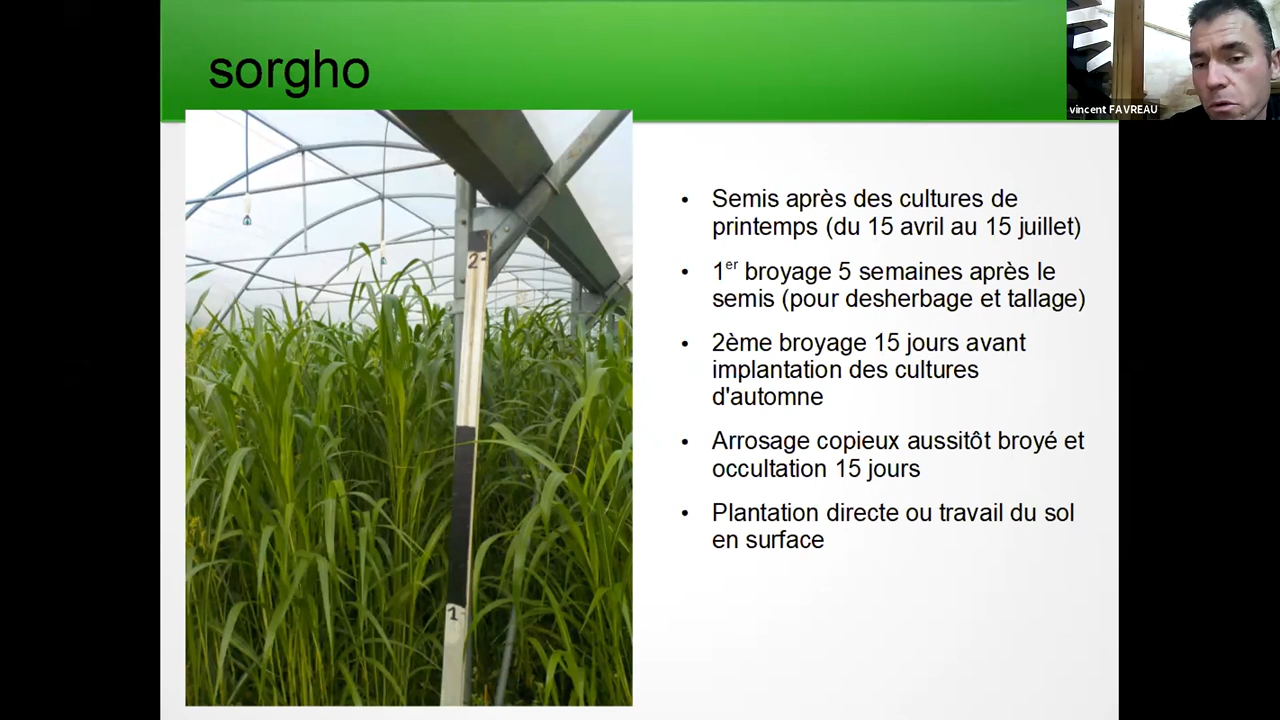 sorgho
vincent FAVREAU
2-
1-
• Semis après des cultures de
printemps (du 15 avril au 15 juillet)
• 1er broyage 5 semaines après le
semis (pour desherbage et tallage)
• 2ème broyage 15 jours avant
implantation des cultures
d'automne
• Arrosage copieux aussitôt broyé et
occultation 15 jours
• Plantation directe ou travail du sol
en surface